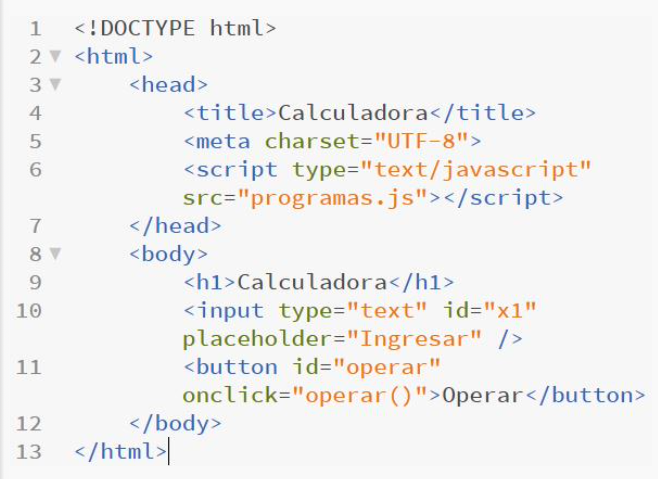 1 <!DOCTYPE html>
2 <html>
3 <head>
4 <title>Calculadora</title>
5 <meta charset="UTF-8">
6 <script type="text/javascript"
src="programas.js"></script>
7 </head>
8 <body>
9 <h1>Calculadora</h1>
10 <input type="text" id="x1"
placeholder="Ingresar" />
11 <button id="operar"
onclick="operar()">Operar</button>
12 </body>
13 </html>